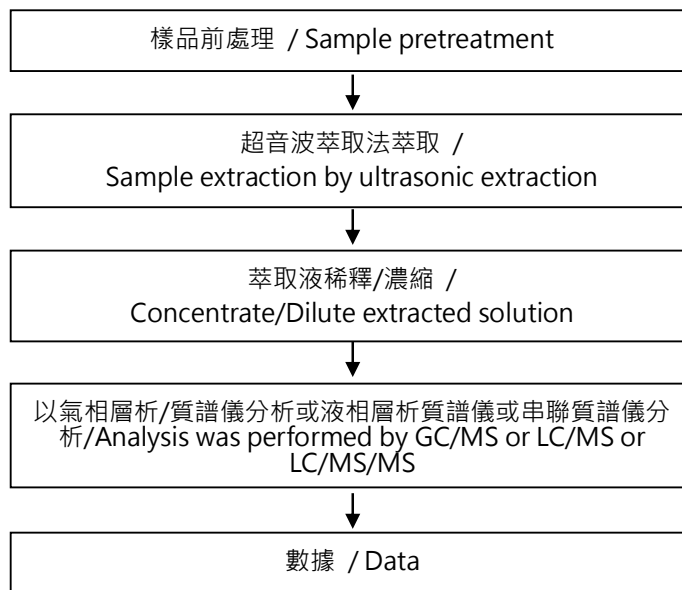 樣品前處理 / Sample pretreatment
超音波萃取法萃取 /
Sample extraction by ultrasonic extraction
萃取液稀釋/濃縮 /
Concentrate/Dilute extracted solution
以氣相層析/質譜儀分析或液相層析質譜儀或串聯質譜儀分
析/Analysis was performed by GC/MS or LC/MS or
LC/MS/MS
數據 / Data